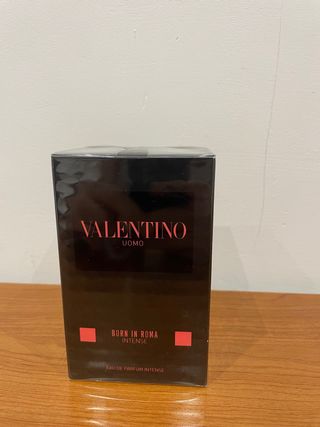 VALENTINO
UOMO
BORN IN ROMA
INTENSE
EAU DE PARFUM INTENSE